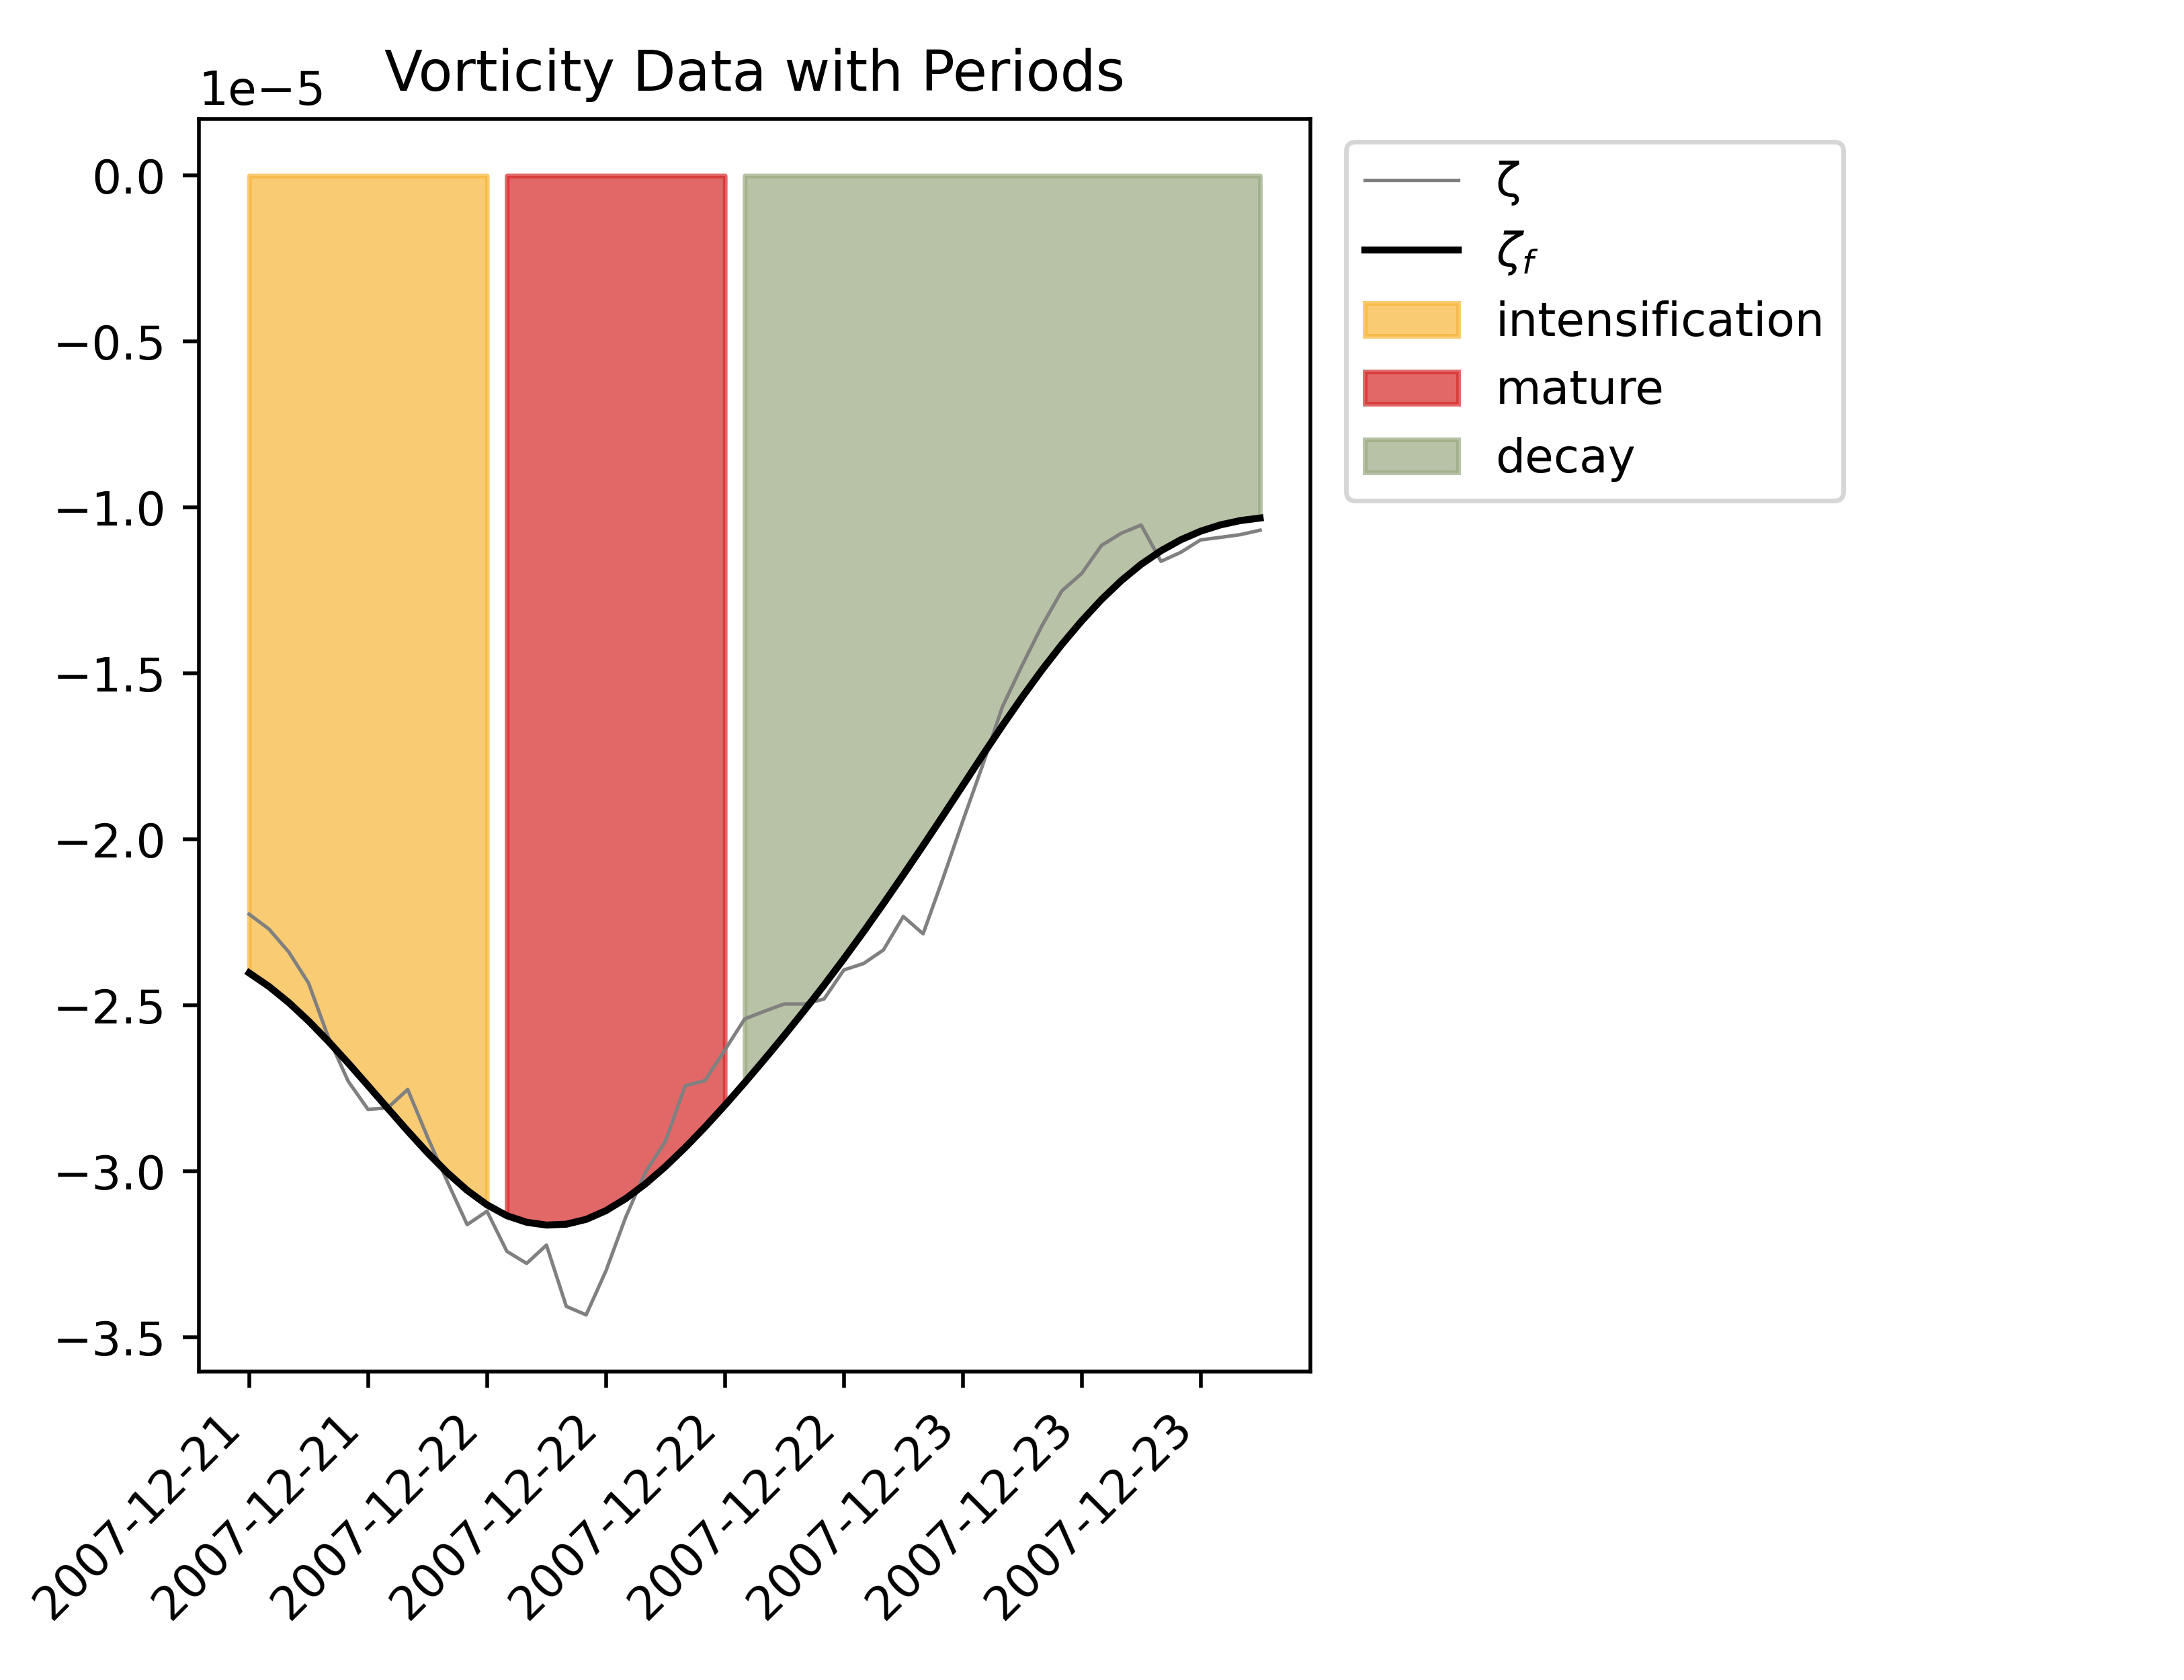 Vorticity Data with Periods
1e−5
0.0
−0.5
−1.0
−1.5
−2.0
−2.5
−3.0
−3.5
2007-12-21
2007-12-21
2007-12-22
2007-12-22
2007-12-22
2007-12-22
2007-12-23
2007-12-23
2007-12-23
ζ
ζf
intensification
mature
decay